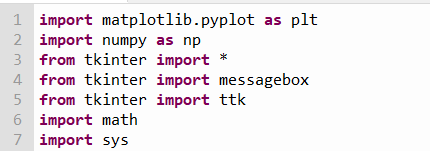 1 import matplotlib.pyplot as plt
2 import numpy as np
3 from tkinter import *
4 from tkinter import messagebox
5 from tkinter import ttk
6 import math
7 import sys